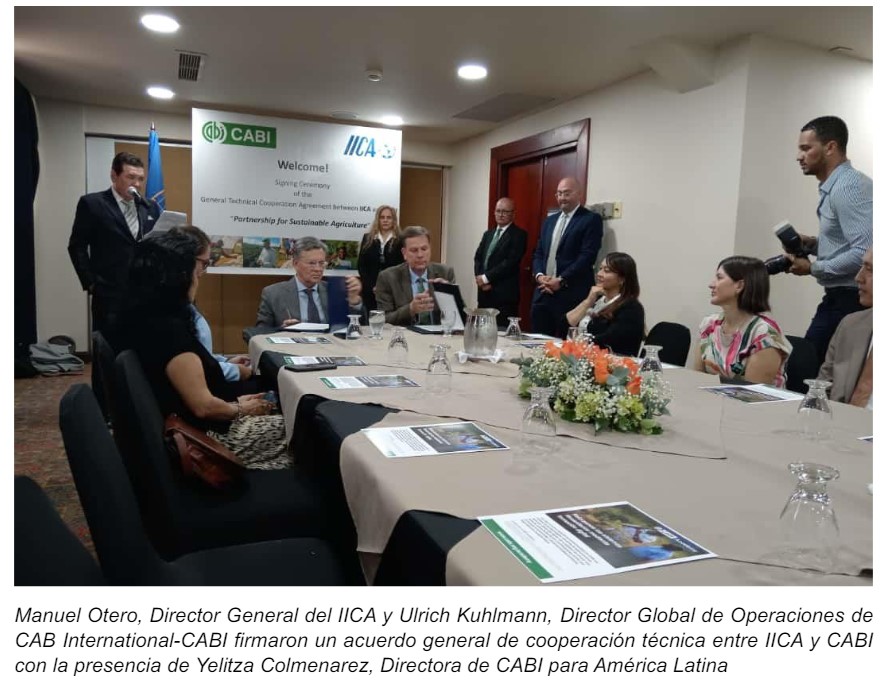 CABI
IICA
Welcome!
Signing Ceremony
of the
General Technical Cooperation Agreement Between IICA
"Partnership for Sustainable Agriculture"
Manuel Otero, Director General del IICA y Ulrich Kuhlmann, Director Global de Operaciones de
CAB International-CABI firmaron un acuerdo general de cooperación técnica entre IICA y CABI
con la presencia de Yelitza Colmenarez, Directora de CABI para América Latina